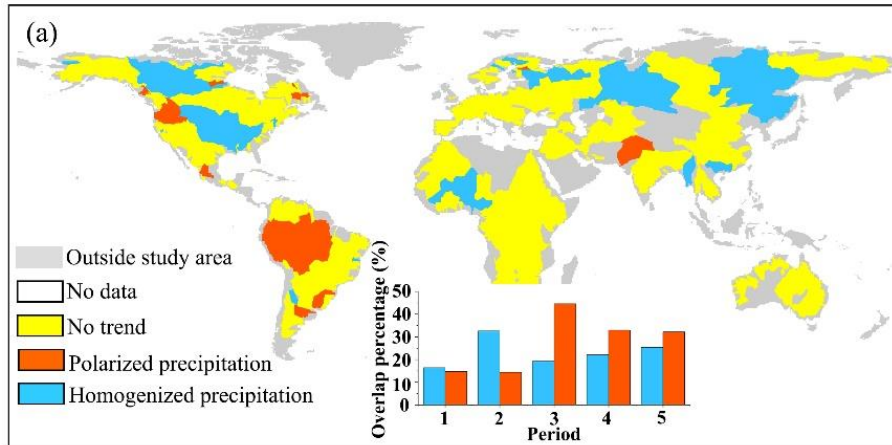 (a)
Outside study area
No data
No trend
Polarized precipitation
Homogenized precipitation
Overlap percentage (%)
50
40
30
20
10
0
1 2 3 4 5
Period